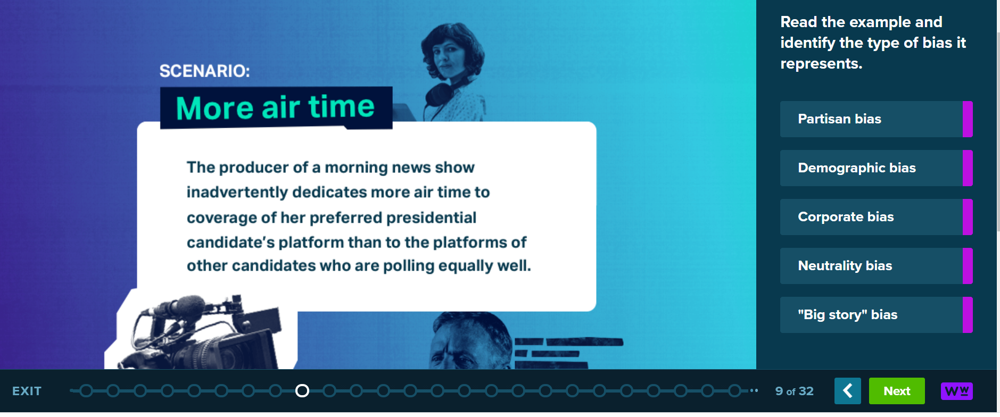 SCENARIO:
More air time
The producer of a morning news show
inadvertently dedicates more air time to
coverage of her preferred presidential
candidate's platform than to the platforms of
other candidates who are polling equally well.
Read the example and
identify the type of bias it
represents.
Partisan bias
Demographic bias
Corporate bias
Neutrality bias
"Big story" bias
EXIT
9 of 32
Next
WW